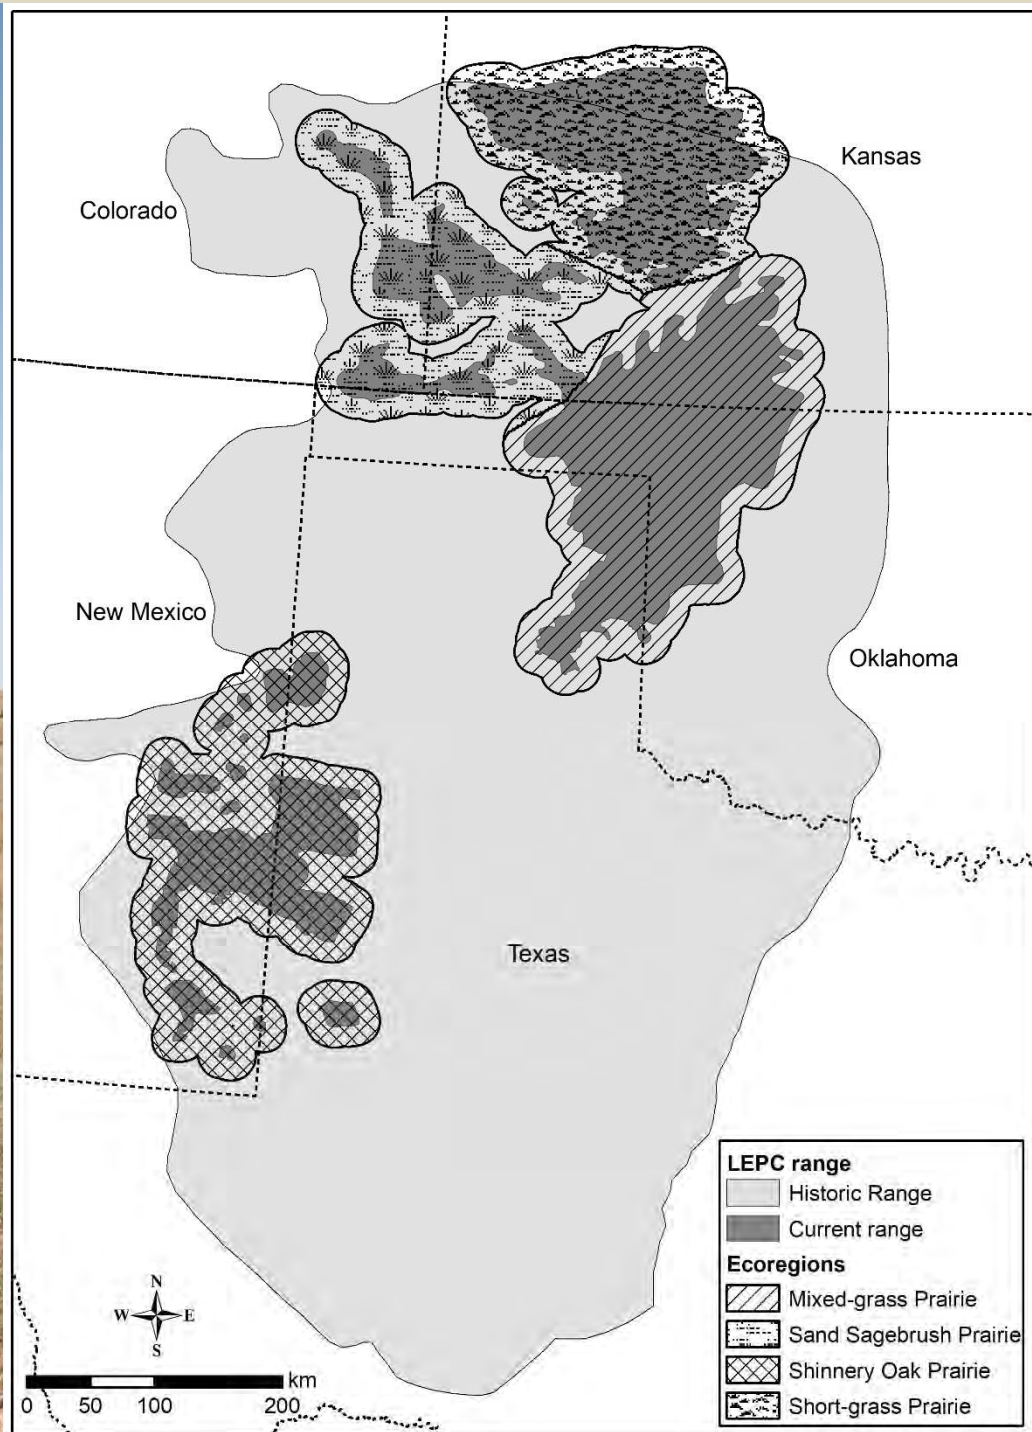 Kansas
Colorado
New Mexico
Oklahoma
Texas
LEPC range
Historic Range
Current range
Ecoregions
Mixed-grass Prairie
Sand Sagebrush Prairie
Shinnery Oak Prairie
Short-grass Prairie
N
W E
S
km
0 50 100 200